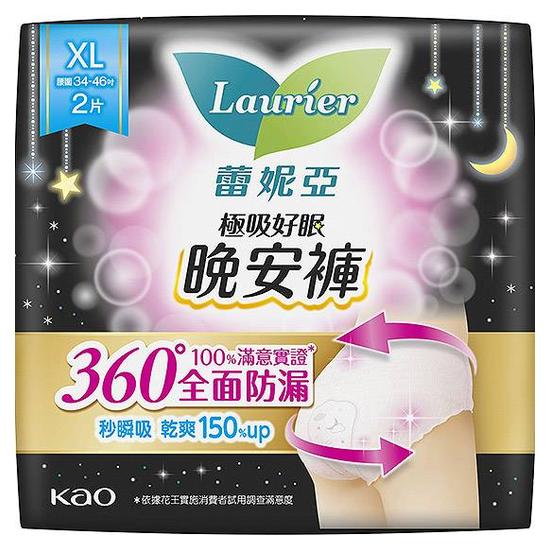 XL
腰圍34-46吋
2片
Laurier
蕾妮亞
極吸好眠
晚安褲
360°
100%滿意實證*
全面防漏
秒瞬吸 乾爽150%up
Kao
*依據花王實施消費者試用調查滿意度